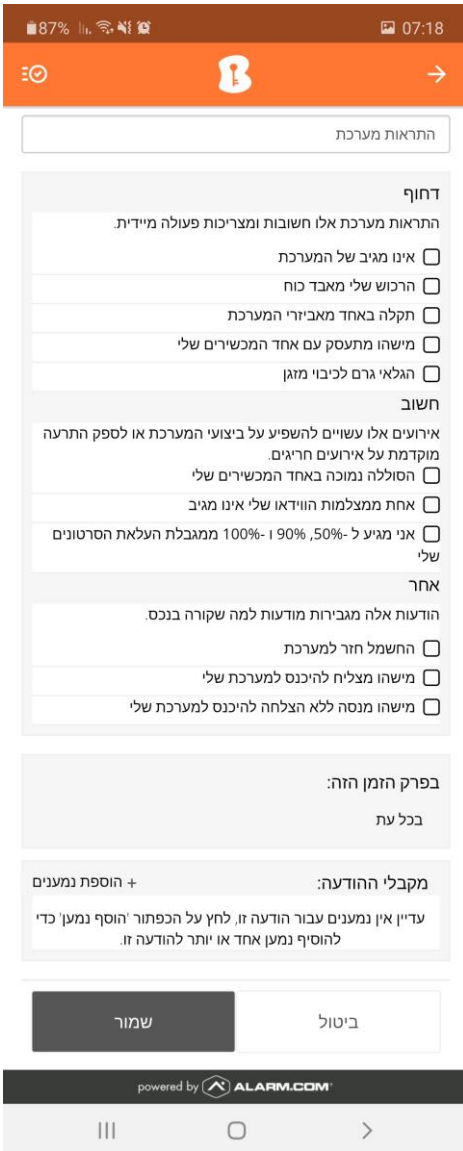 87% 07:18
התראות מערכת
דחוף
התראות מערכת אלו חשובות ומצריכות פעולה מיידית.
אינו מגיב של המערכת
הרכוש שלי מאבד כוח
תקלה באחד מאביזרי המערכת
מישהו מתעסק עם אחד המכשירים שלי
הגלאי גרם לכיבוי מזגן
חשוב
אירועים אלו עשויים להשפיע על ביצועי המערכת או לספק התרעה
מוקדמת על אירועים חריגים.
הסוללה נמוכה באחד המכשירים שלי
אחת ממצלמות הווידאו שלי אינו מגיב
אני מגיע ל -50%, 90% ו -100% ממגבלת העלאת הסרטונים
שלי
אחר
הודעות אלה מגבירות מודעות למה שקורה בנכס.
החשמל חזר למערכת
מישהו מצליח להיכנס למערכת שלי
מישהו מנסה ללא הצלחה להיכנס למערכת שלי
בפרק הזמן הזה:
בכל עת
מקבלי ההודעה: + הוספת נמענים
עדיין אין נמענים עבור הודעה זו, לחץ על הכפתור 'הוסף נמען' כדי
להוסיף נמען אחד או יותר להודעה זו.
ביטול שמור
powered by ALARM.COM